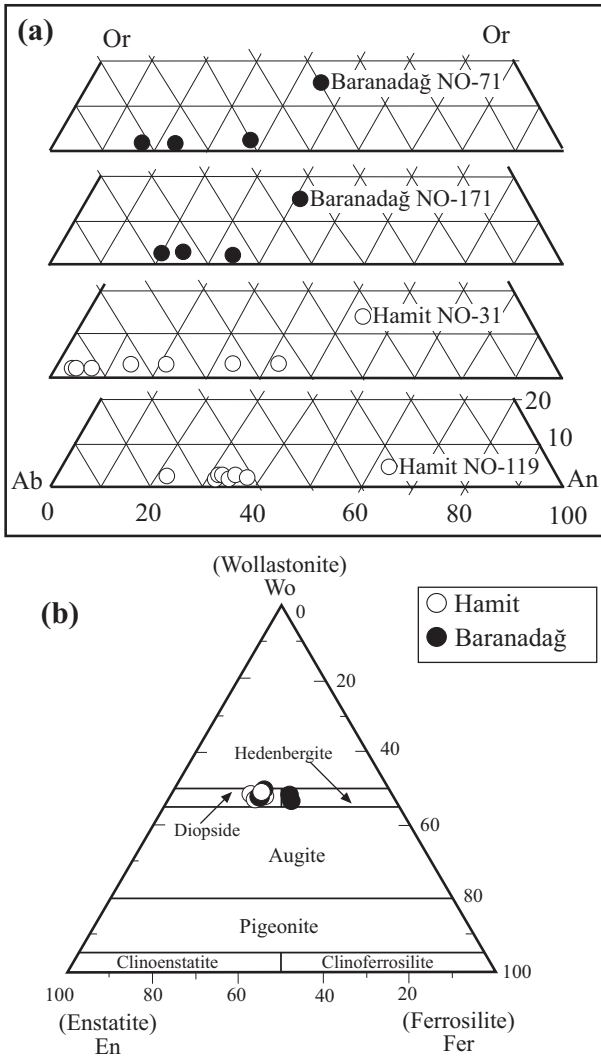 (a)
Or Or
Baranadağ NO-71
Baranadağ NO-171
Hamit NO-31
20
Hamit NO-119
10
Ab An
0 20 40 60 80 100
(Wollastonite)
Wo
(b)
Hamit
Baranadağ
0
20
40
Hedenbergite
Diopside
60
Augite
80
Pigeonite
Clinoenstatite Clinoferrosilite
100
100 80 60 40 20
(Enstatite) (Ferrosilite)
En Fer